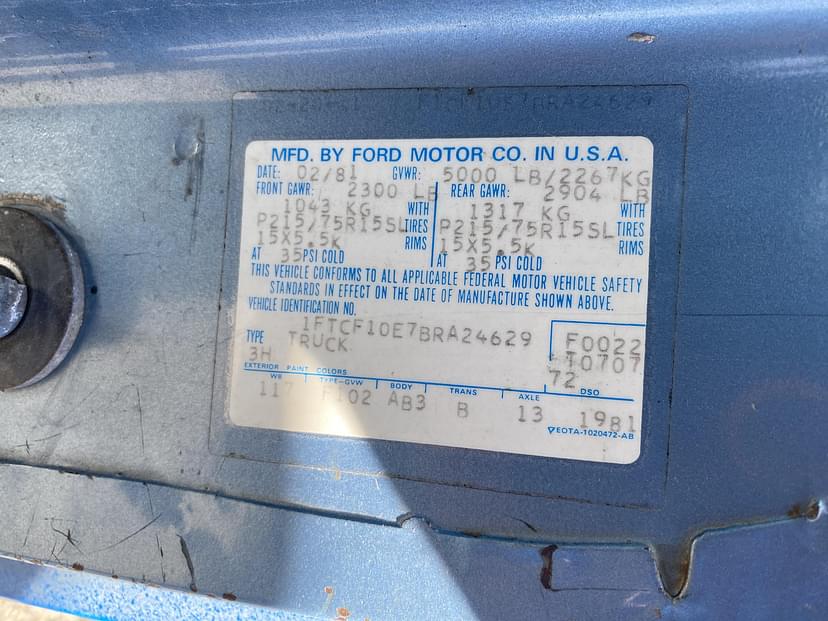 1FTCF10E7BRA24629
MFD. BY FORD MOTOR CO. IN U.S.A.
DATE: 02/81 GVWR: 5000 LB/2267KG
FRONT GAWR: 2300 LB REAR GAWR: 2904 LB
1043 KG WITH 1317 KG WITH
P215/75R15SL TIRES P215/75R15SL TIRES
15X5.5K RIMS 15X5.5K RIMS
AT 35 PSI COLD AT 35 PSI COLD
THIS VEHICLE CONFORMS TO ALL APPLICABLE FEDERAL MOTOR VEHICLE SAFETY
STANDARDS IN EFFECT ON THE DATE OF MANUFACTURE SHOWN ABOVE.
VEHICLE IDENTIFICATION NO.
1FTCF10E7BRA24629 F0022
TYPE TRUCK T0707
3H 72
EXTERIOR PAINT COLORS DSO
WB TYPE-GVW BODY TRANS AXLE
117 F102 AB3 B 13 1981
EOTA-1020472-AB